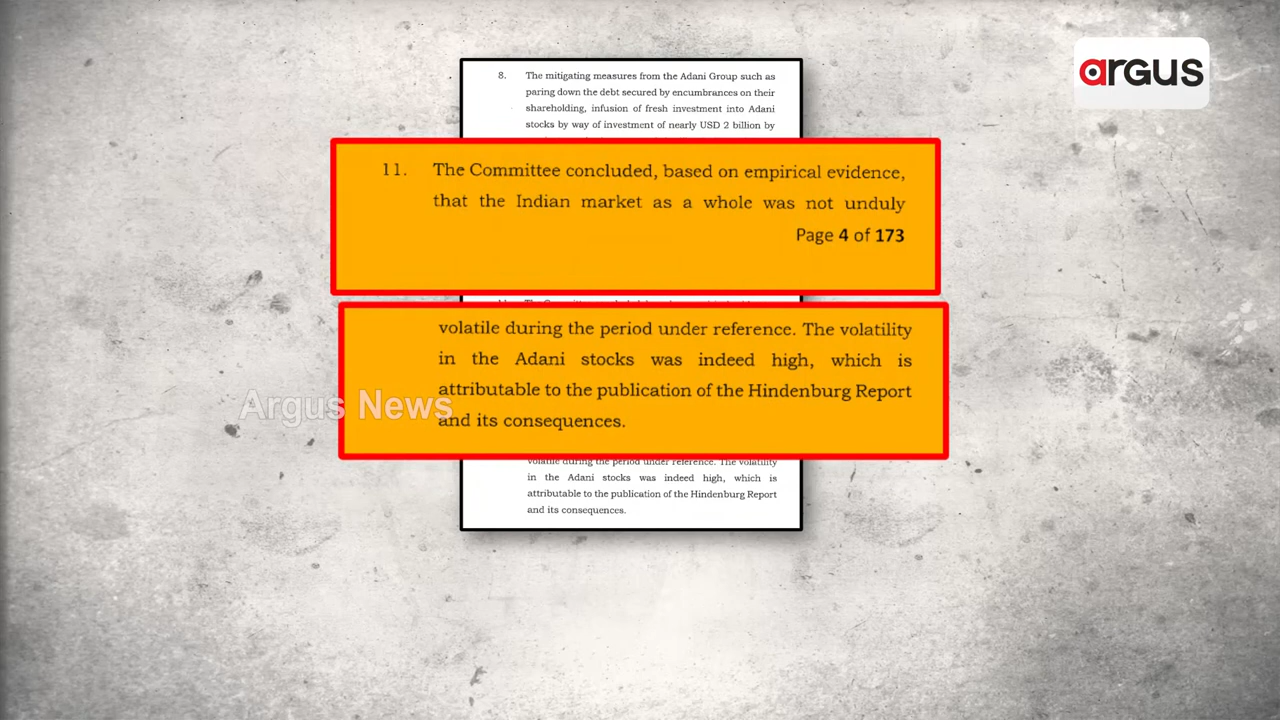 argus
8. The mitigating measures from the Adani Group such as
paring down the debt secured by encumbrances on their
shareholding, infusion of fresh investment into Adani
stocks by way of investment of nearly USD 2 billion by
11. The Committee concluded, based on empirical evidence,
that the Indian market as a whole was not unduly
Page 4 of 173
volatile during the period under reference. The volatility
in the Adani stocks was indeed high, which is
attributable to the publication of the Hindenburg Report
and its consequences.
Argus News
volatile during the period under reference. The volatility
in the Adani stocks was indeed high, which is
attributable to the publication of the Hindenburg Report
and its consequences.